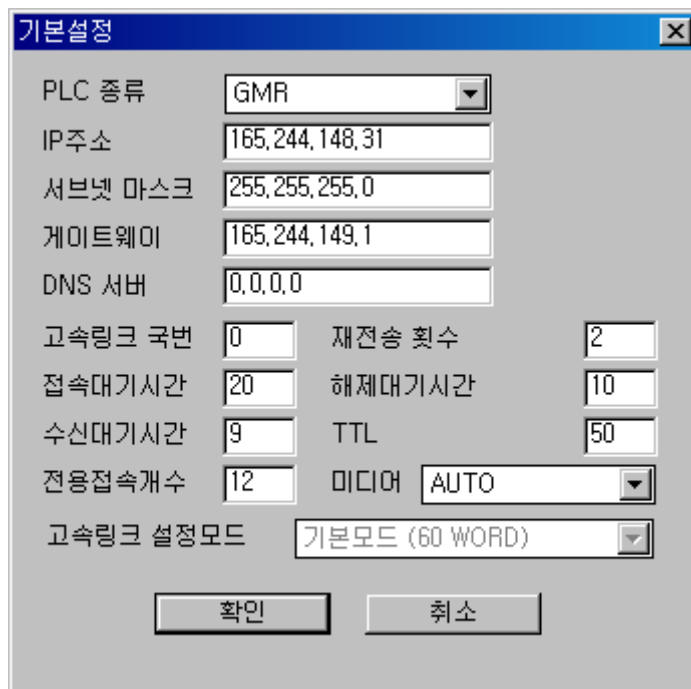 기본설정
PLC 종류 GMR
IP주소 165,244,148,31
서브넷 마스크 255,255,255,0
게이트웨이 165,244,149,1
DNS 서버 0,0,0,0
고속링크 국번 0 재전송 횟수 2
접속대기시간 20 해제대기시간 10
수신대기시간 9 TTL 50
전용접속개수 12 미디어 AUTO
고속링크 설정모드 기본모드 (60 WORD)
확인 취소